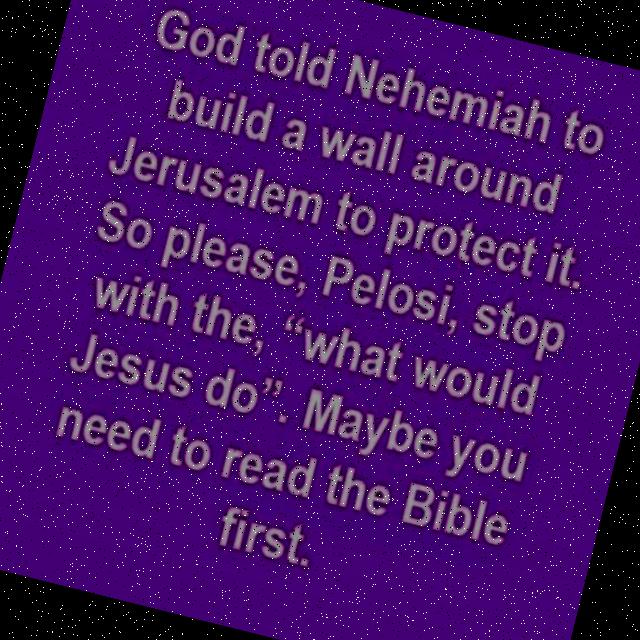 God told Nehemiah to
build a wall around
Jerusalem to protect it.
So please, Pelosi, stop
with the, “what would
Jesus do”. Maybe you
need to read the Bible
first.